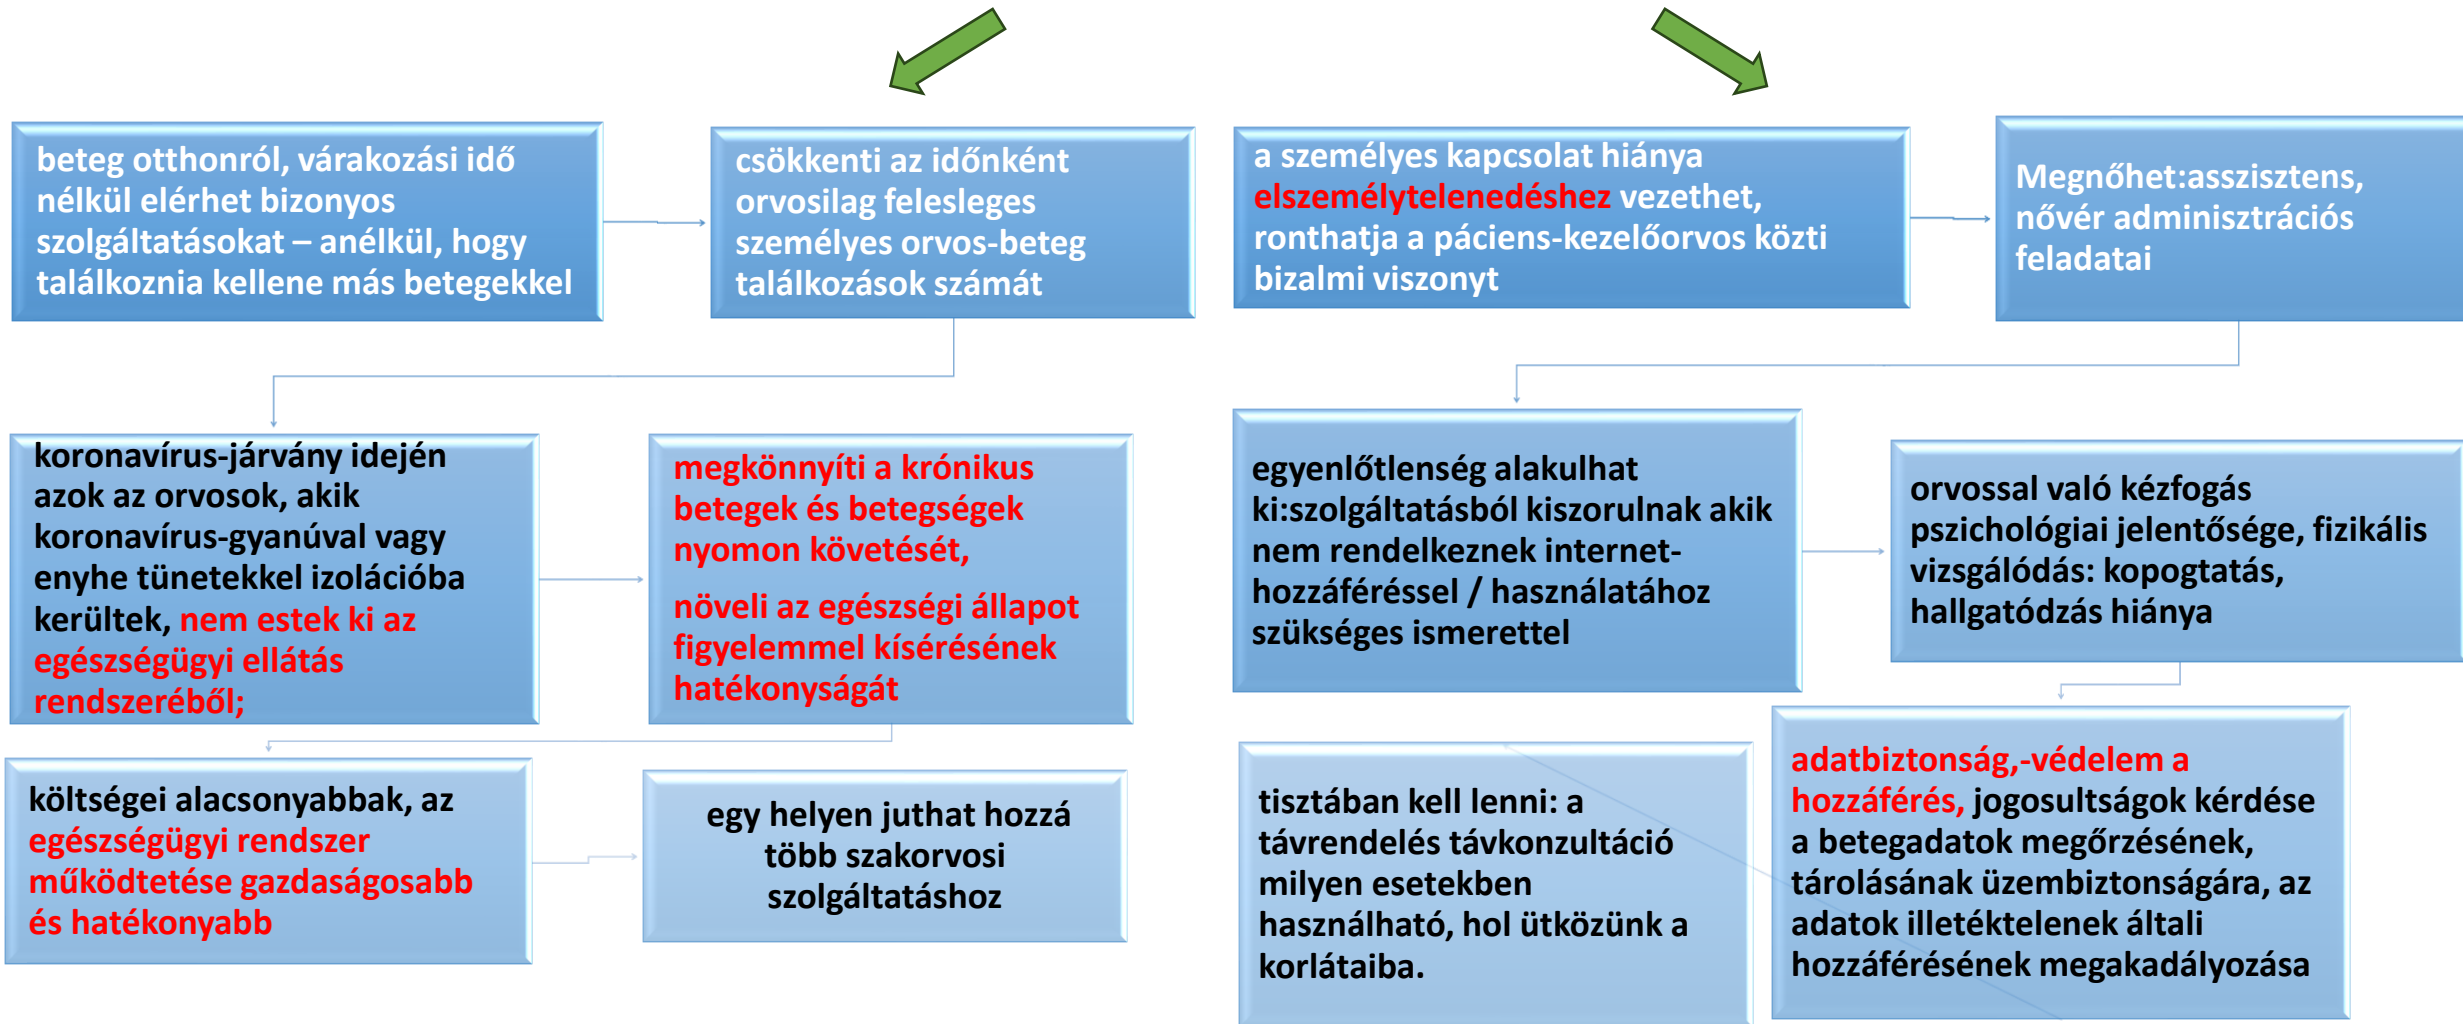 beteg otthonról, várakozási idő
nélkül elérhet bizonyos
szolgáltatásokat – anélkül, hogy
találkoznia kellene más betegekkel
csökkenti az időnként
orvosilag felesleges
személyes orvos-beteg
találkozások számát
koronavírus-járvány idején
azok az orvosok, akik
koronavírus-gyanúval vagy
enyhe tünetekkel izolációba
kerültek, nem estek ki az
egészségügyi ellátás
rendszeréből;
megkönnyíti a krónikus
betegek és betegségek
nyomon követését,
növeli az egészségi állapot
figyelemmel kísérésének
hatékonyságát
költségei alacsonyabbak, az
egészségügyi rendszer
működtetése gazdaságosabb
és hatékonyabb
egy helyen juthat hozzá
több szakorvosi
szolgáltatáshoz
a személyes kapcsolat hiánya
elszemélytelenedéshez vezethet,
ronthatja a páciens-kezelőorvos közti
bizalmi viszonyt
Megnőhet:asszisztens,
nővér adminisztrációs
feladatai
egyenlőtlenség alakulhat
ki:szolgáltatásból kiszorulnak akik
nem rendelkeznek internet-
hozzáféréssel / használatához
szükséges ismerettel
orvossal való kézfogás
pszichológiai jelentősége, fizikális
vizsgálódás: kopogtatás,
hallgatódzás hiánya
adatbiztonság,-védelem a
hozzáférés, jogosultságok kérdése
a betegadatok megőrzésének,
tárolásának üzembiztonságára, az
adatok illetéktelenek általi
hozzáférésének megakadályozása
tisztában kell lenni: a
távrendelés távkonzultáció
milyen esetekben
használható, hol ütközünk a
korlátaiba.